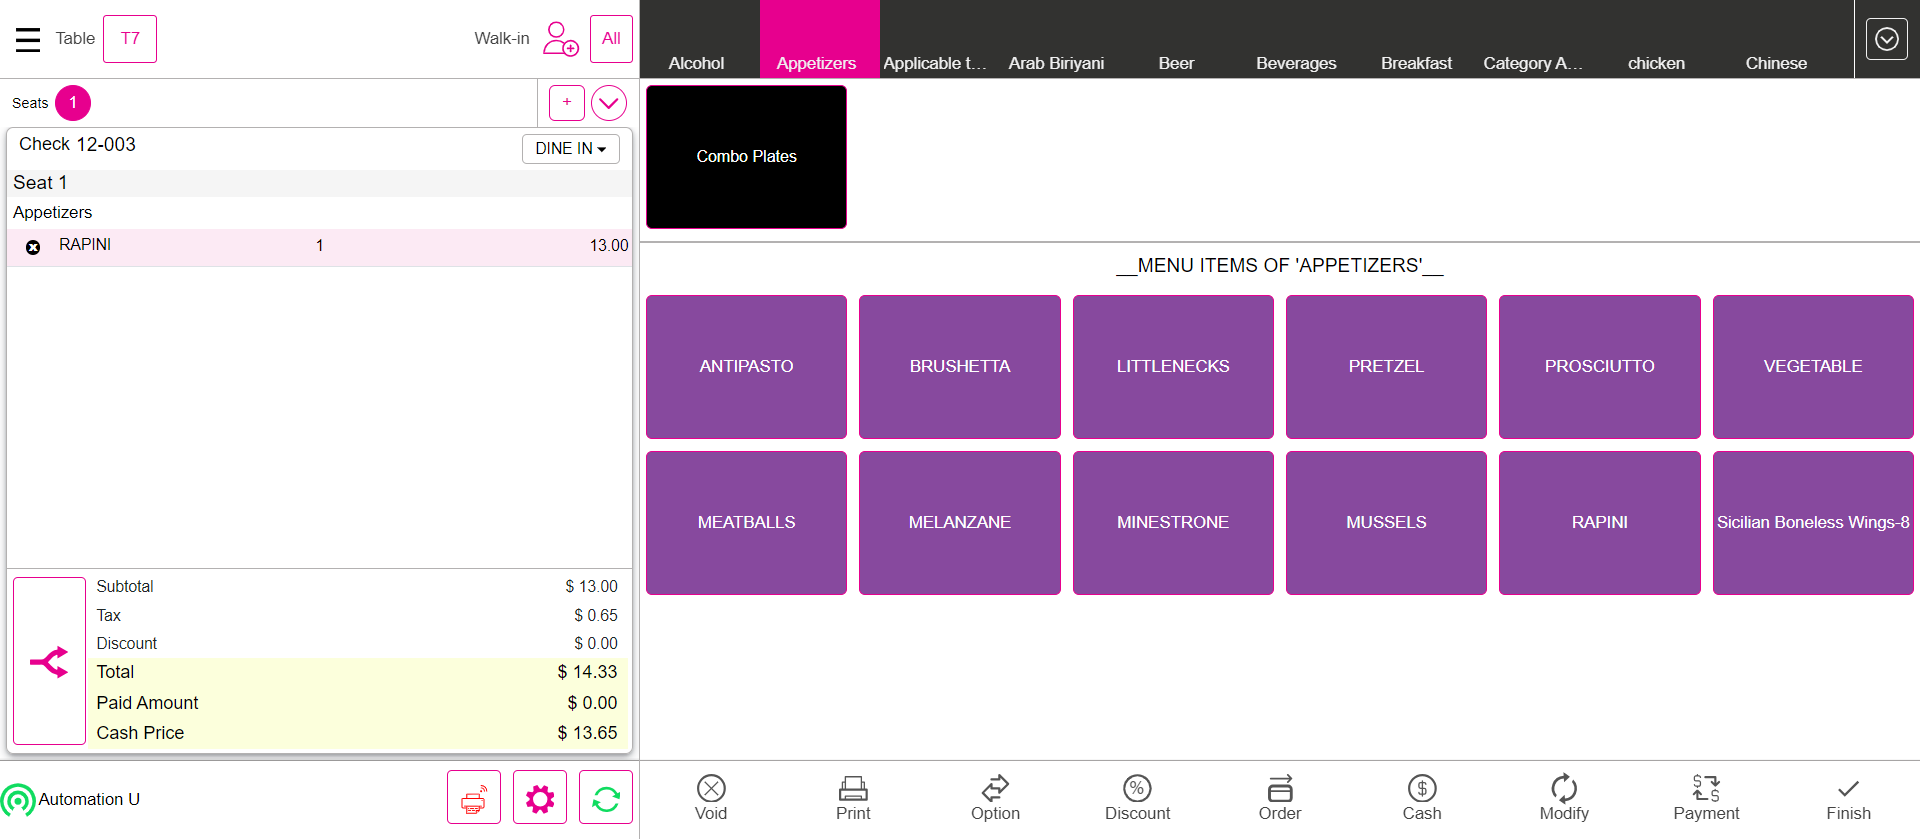 Table T7 Walk-in All
Alcohol Appetizers Applicable t... Arab Biriyani Beer Beverages Breakfast Category A... chicken Chinese
Seats 1 +
Check 12-003 DINE IN
Seat 1
Appetizers
RAPINI 1 13.00
Subtotal $ 13.00
Tax $ 0.65
Discount $ 0.00
Total $ 14.33
Paid Amount $ 0.00
Cash Price $ 13.65
Automation U
Combo Plates
__MENU ITEMS OF 'APPETIZERS'__
ANTIPASTO BRUSHETTA LITTLENECKS PRETZEL PROSCIUTTO VEGETABLE
MEATBALLS MELANZANE MINESTRONE MUSSELS RAPINI Sicilian Boneless Wings-8
Void Print Option Discount Order Cash Modify Payment Finish